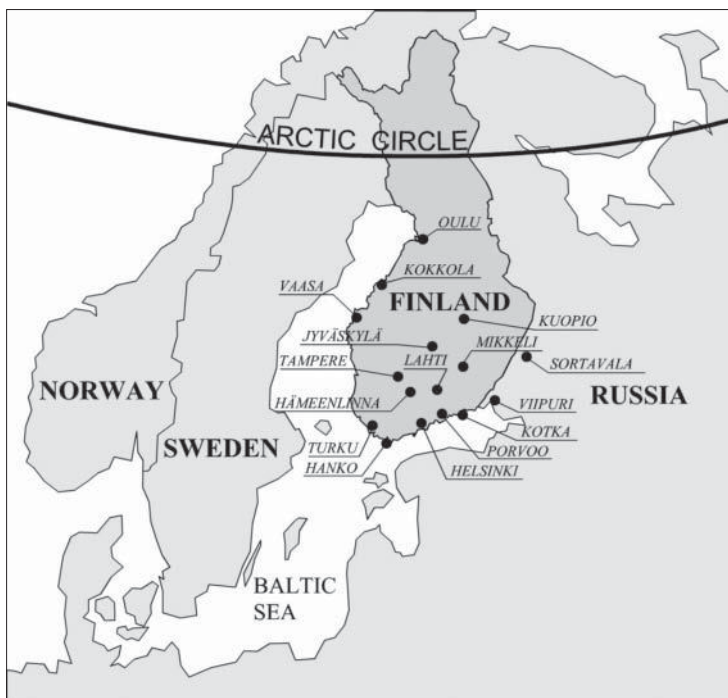 ARCTIC CIRCLE
OULU
KOKKOLA
VAASA
FINLAND
KUOPIO
JYVÄSKYLÄ
MIKKELI
TAMPERE
LAHTI
SORTAVALA
NORWAY
HÄMEENLINNA
VIIPURI
RUSSIA
KOTKA
SWEDEN
TURKU
PORVOO
HANKO
HELSINKI
BALTIC
SEA